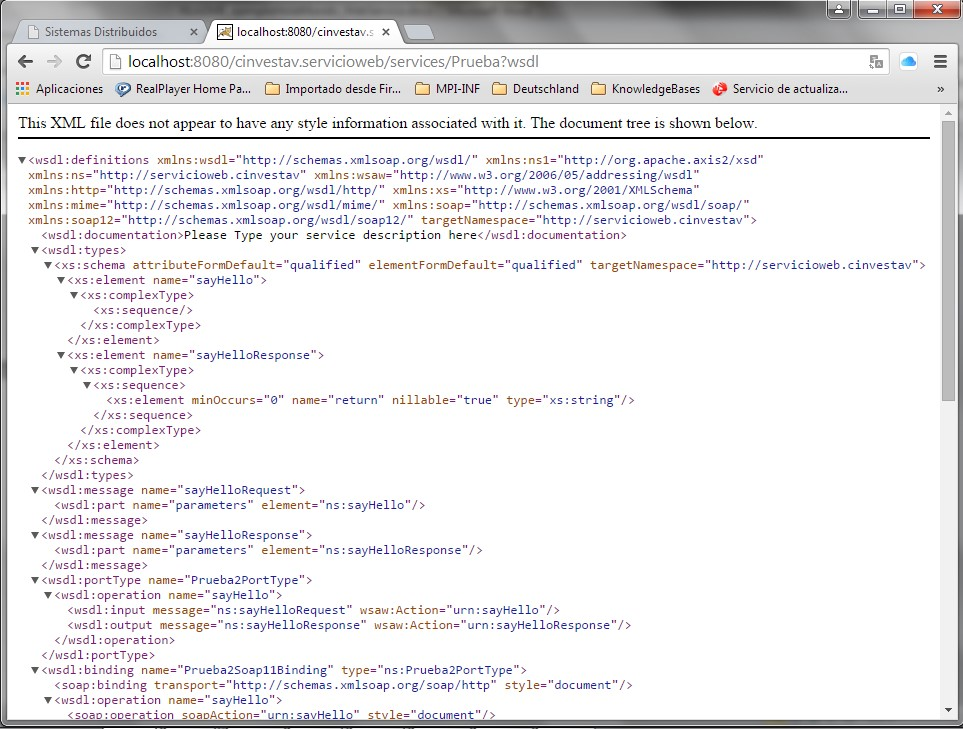 Sistemas Distribuidos
localhost:8080/cinvestav.s
localhost:8080/cinvestav.servicioweb/services/Prueba?wsdl
Aplicaciones RealPlayer Home Pa... Importado desde Fir... MPI-INF Deutschland KnowledgeBases Servicio de actualiza... »
This XML file does not appear to have any style information associated with it. The document tree is shown below.
▼<wsdl:definitions xmlns:wsdl="http://schemas.xmlsoap.org/wsdl/" xmlns:ns1="http://org.apache.axis2/xsd"
xmlns:ns="http://servicioweb.cinvestav" xmlns:wsaw="http://www.w3.org/2006/05/addressing/wsdl"
xmlns:http="http://schemas.xmlsoap.org/wsdl/http/" xmlns:xs="http://www.w3.org/2001/XMLSchema"
xmlns:mime="http://schemas.xmlsoap.org/wsdl/mime/" xmlns:soap="http://schemas.xmlsoap.org/wsdl/soap/"
xmlns:soap12="http://schemas.xmlsoap.org/wsdl/soap12/" targetNamespace="http://servicioweb.cinvestav">
<wsdl:documentation>Please Type your service description here</wsdl:documentation>
▼<wsdl:types>
▼<xs:schema attributeFormDefault="qualified" elementFormDefault="qualified" targetNamespace="http://servicioweb.cinvestav">
▼<xs:element name="sayHello">
▼<xs:complexType>
<xs:sequence/>
</xs:complexType>
</xs:element>
▼<xs:element name="sayHelloResponse">
▼<xs:complexType>
▼<xs:sequence>
<xs:element minOccurs="0" name="return" nillable="true" type="xs:string"/>
</xs:sequence>
</xs:complexType>
</xs:element>
</xs:schema>
</wsdl:types>
▼<wsdl:message name="sayHelloRequest">
<wsdl:part name="parameters" element="ns:sayHello"/>
</wsdl:message>
▼<wsdl:message name="sayHelloResponse">
<wsdl:part name="parameters" element="ns:sayHelloResponse"/>
</wsdl:message>
▼<wsdl:portType name="Prueba2PortType">
▼<wsdl:operation name="sayHello">
<wsdl:input message="ns:sayHelloRequest" wsaw:Action="urn:sayHello"/>
<wsdl:output message="ns:sayHelloResponse" wsaw:Action="urn:sayHelloResponse"/>
</wsdl:operation>
</wsdl:portType>
▼<wsdl:binding name="Prueba2Soap11Binding" type="ns:Prueba2PortType">
<soap:binding transport="http://schemas.xmlsoap.org/soap/http" style="document"/>
▼<wsdl:operation name="sayHello">
<soap:operation soapAction="urn:sayHello" style="document"/>